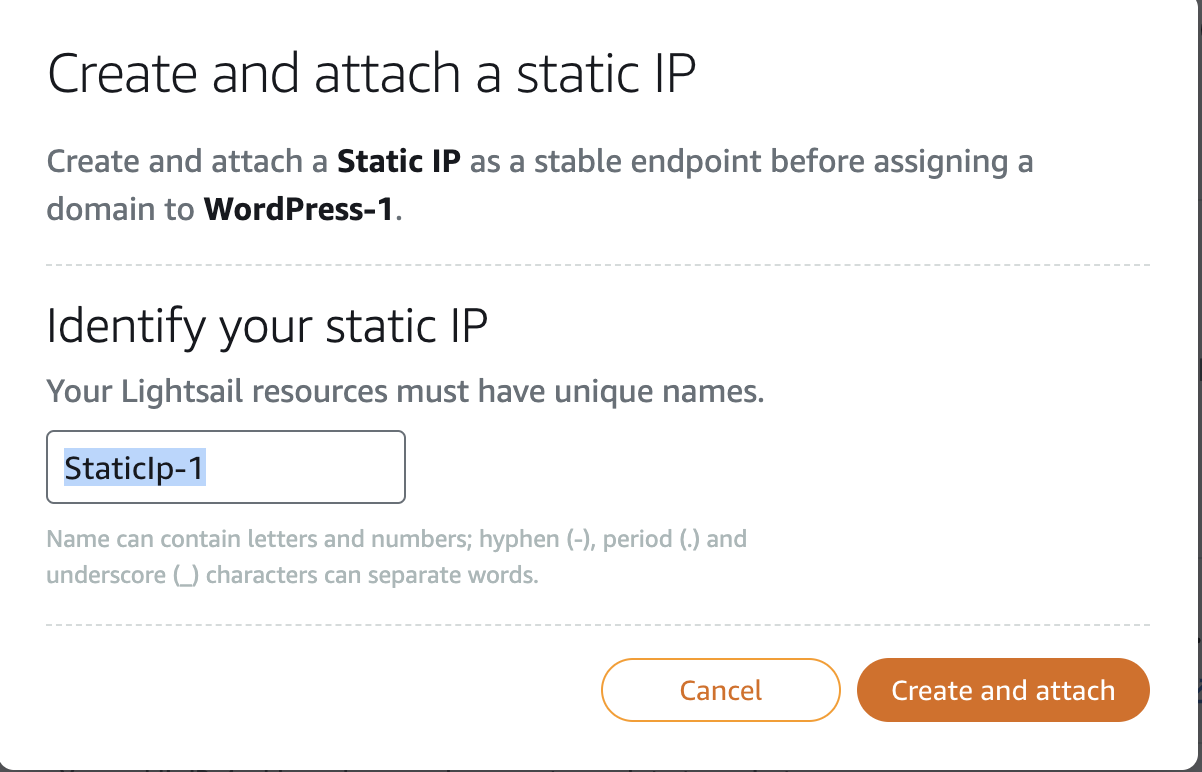 Create and attach a static IP
Create and attach a Static IP as a stable endpoint before assigning a
domain to WordPress-1.
Identify your static IP
Your Lightsail resources must have unique names.
StaticIp-1
Name can contain letters and numbers; hyphen (-), period (.) and
underscore (_) characters can separate words.
Cancel
Create and attach